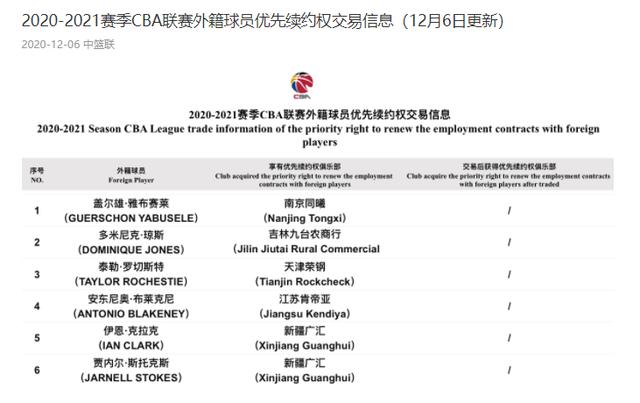 2020-2021赛季CBA联赛外籍球员优先续约权交易信息（12月6日更新）
2020-12-06 中篮联
CBA
2020-2021赛季CBA联赛外籍球员优先续约权交易信息
2020-2021 Season CBA League trade information of the priority right to renew the employment contracts with foreign
players
序号 外籍球员 享有优先续约权俱乐部 交易后获得优先续约权俱乐部
NO. Foreign Player Club acquired the priority right to renew the employment Club acquire the priority right to renew the employment contracts
contracts with foreign players with foreign players after traded
1 盖尔雄·雅布赛莱 南京同曦 /
（GUERSCHON YABUSELE） （Nanjing Tongxi）
2 多米尼克·琼斯 吉林九台农商行 /
（DOMINIQUE JONES） （Jilin Jiutai Rural Commercial
3 泰勒·罗切斯特 天津荣钢 /
（TAYLOR ROCHESTIE） （Tianjin Rockcheck）
4 安东尼奥·布莱克尼 江苏肯帝亚 /
（ANTONIO BLAKENEY） （Jiangsu Kendiya）
5 伊恩·克拉克 新疆广汇 /
（IAN CLARK） （Xinjiang Guanghui）
6 贾内尔·斯托克斯 新疆广汇 /
（JARNELL STOKES） （Xinjiang Guanghui）